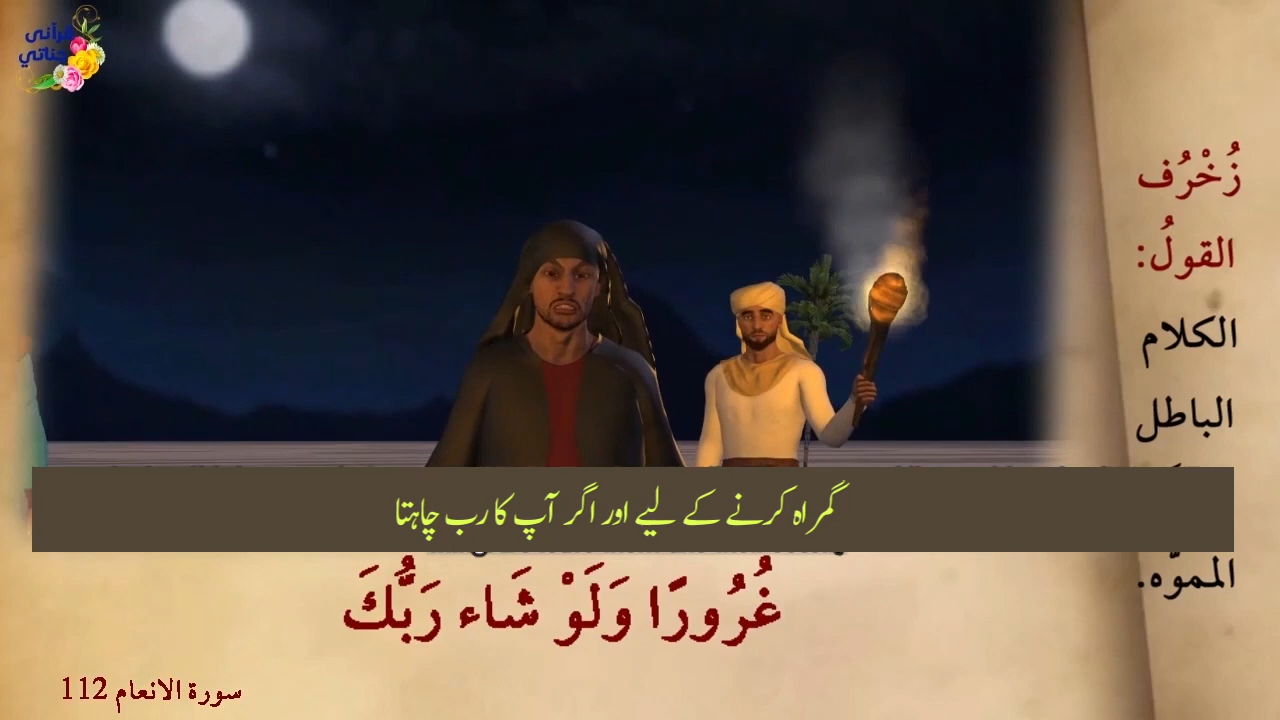 قرآنی
جناتي
زُخْرُف
القولُ:
الكلام
الباطل
المموّه.
گمراہ کرنے کے لیے اور اگر آپ کا رب چاہتا
غُرُورًا وَلَوْ شَاء رَبُّكَ
سورة الانعام 112